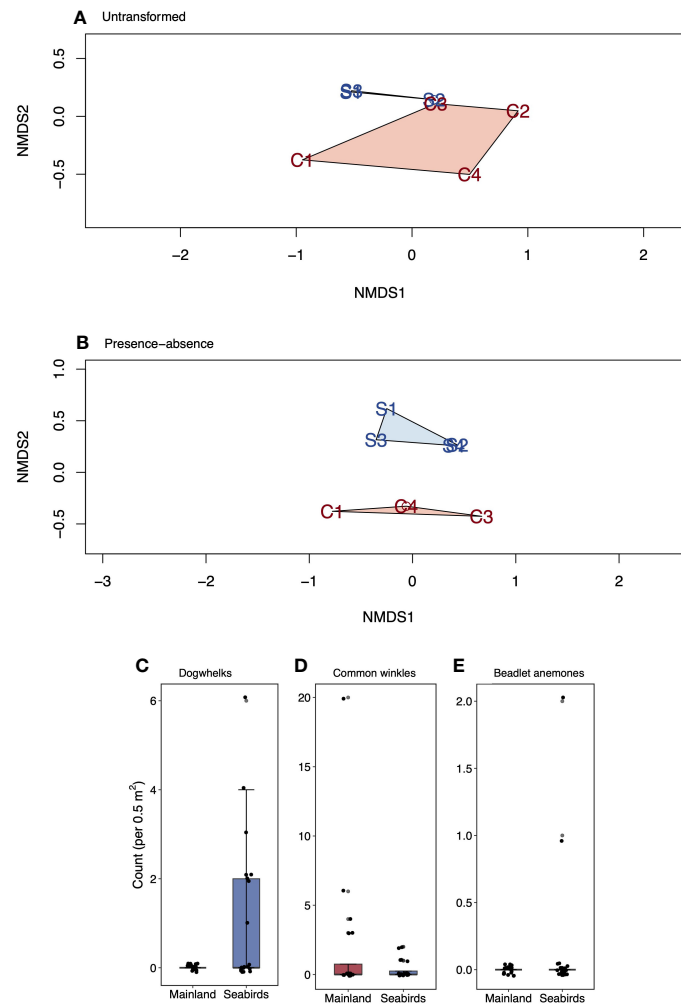 A Untransformed
0.5
0.0
−0.5
NMDS2
C1
C2
C4
−2 −1 0 1 2
NMDS1
B Presence−absence
1.0
0.5
0.0
−0.5
NMDS2
S1
S3
S2
C1 C4 C3
−3 −2 −1 0 1 2
NMDS1
C Dogwhelks
6
4
2
0
Count (per 0.5 m²)
Mainland Seabirds
D Common winkles
20
15
10
5
0
Mainland Seabirds
E Beadlet anemones
2.0
1.5
1.0
0.5
0.0
Mainland Seabirds